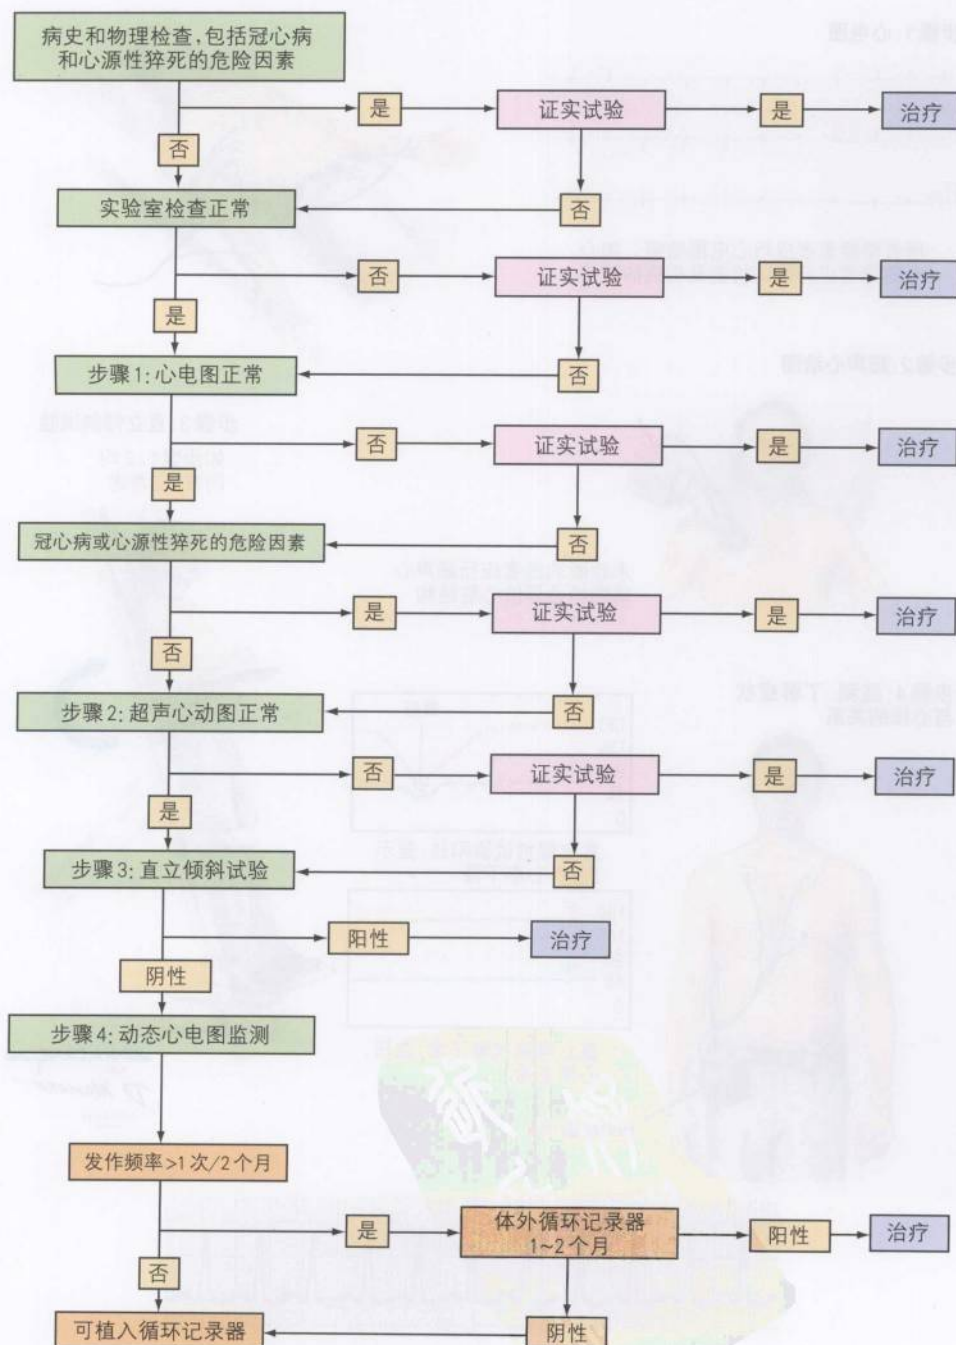 病史和物理检查，包括冠心病
和心源性猝死的危险因素
是
证实试验
是
治疗
否
否
实验室检查正常
否
证实试验
是
治疗
是
否
步骤1：心电图正常
否
证实试验
是
治疗
是
否
冠心病或心源性猝死的危险因素
是
证实试验
是
治疗
否
否
步骤2：超声心动图正常
否
证实试验
是
治疗
是
否
步骤3：直立倾斜试验
阳性
治疗
阴性
步骤4：动态心电图监测
发作频率>1次/2个月
是
体外循环记录器
1~2个月
阳性
治疗
否
可植入循环记录器
阴性